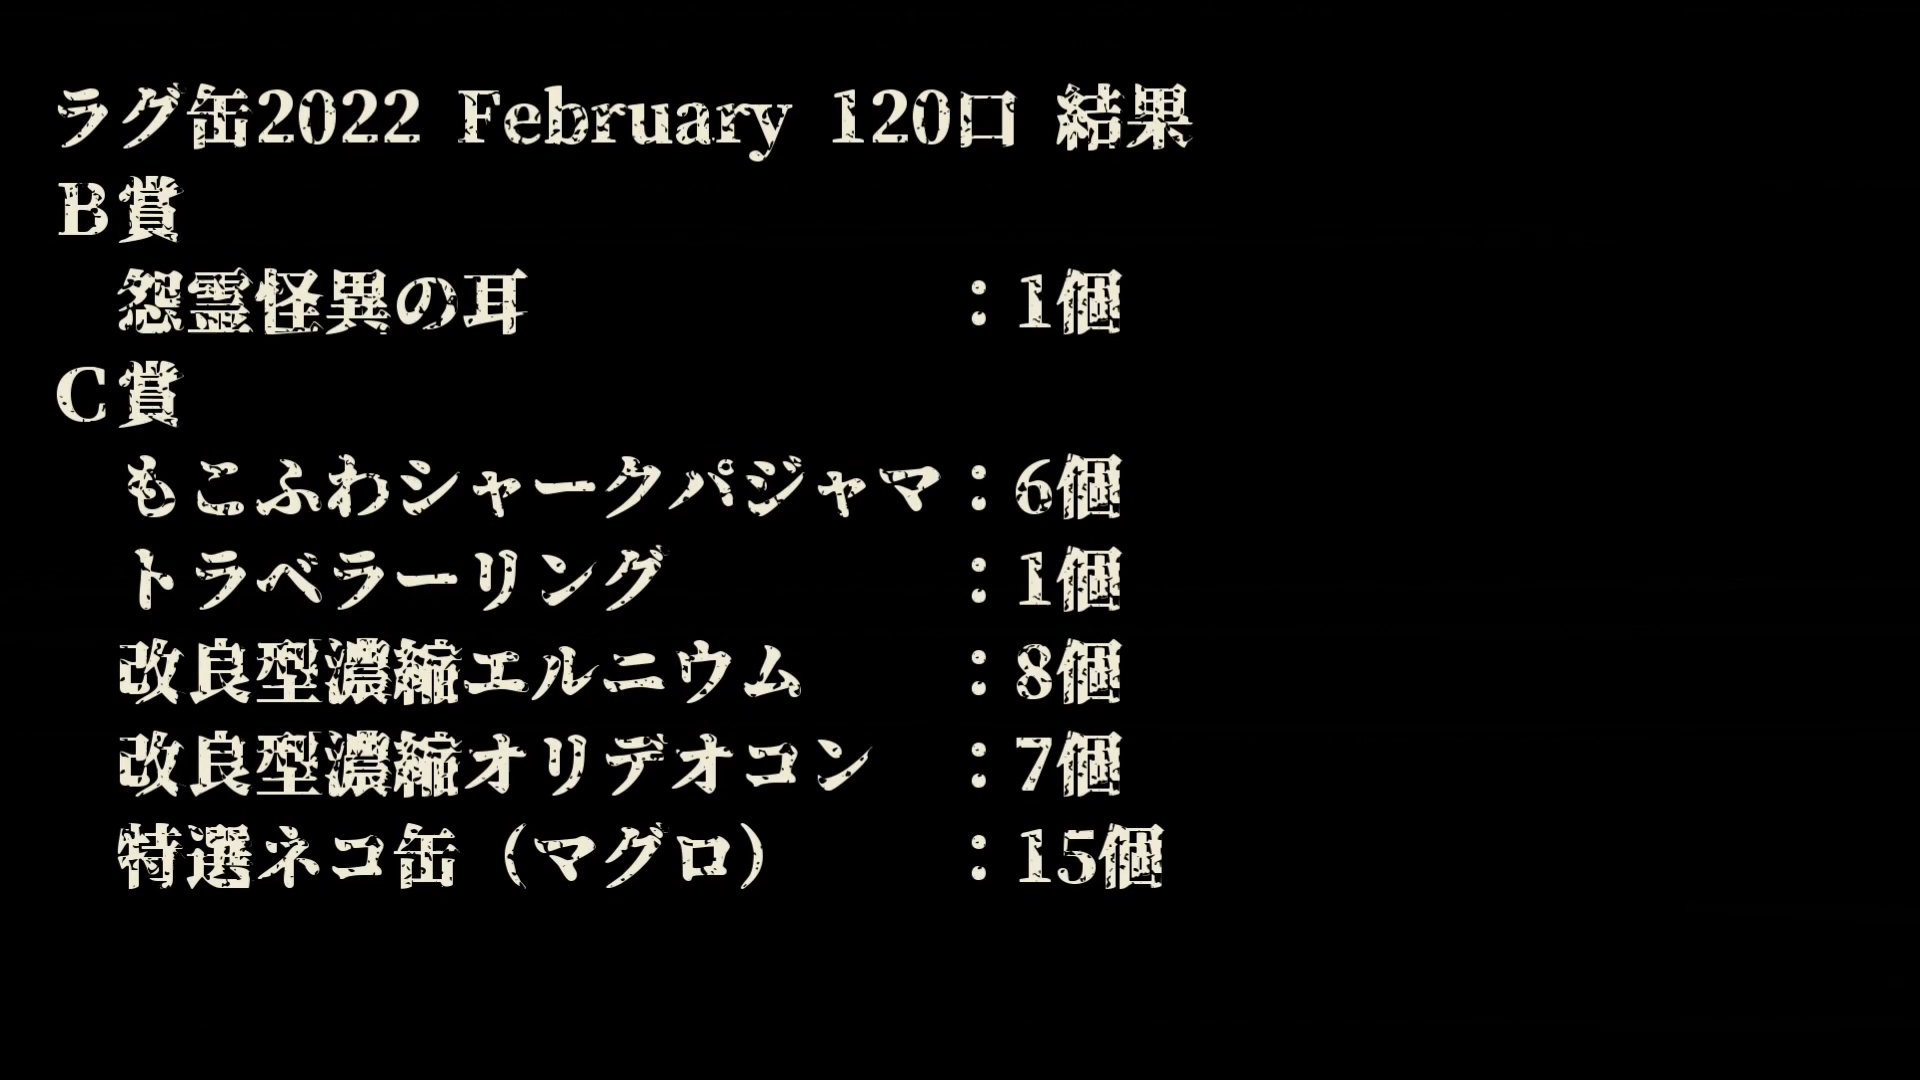 ラグ缶2022 February 120口 結果
B賞
怨霊怪異の耳 ：1個
C賞
もこふわシャークパジャマ：6個
トラベラーリング ：1個
改良型濃縮エルニウム ：8個
改良型濃縮オリデオコン ：7個
特選ネコ缶（マグロ） ：15個